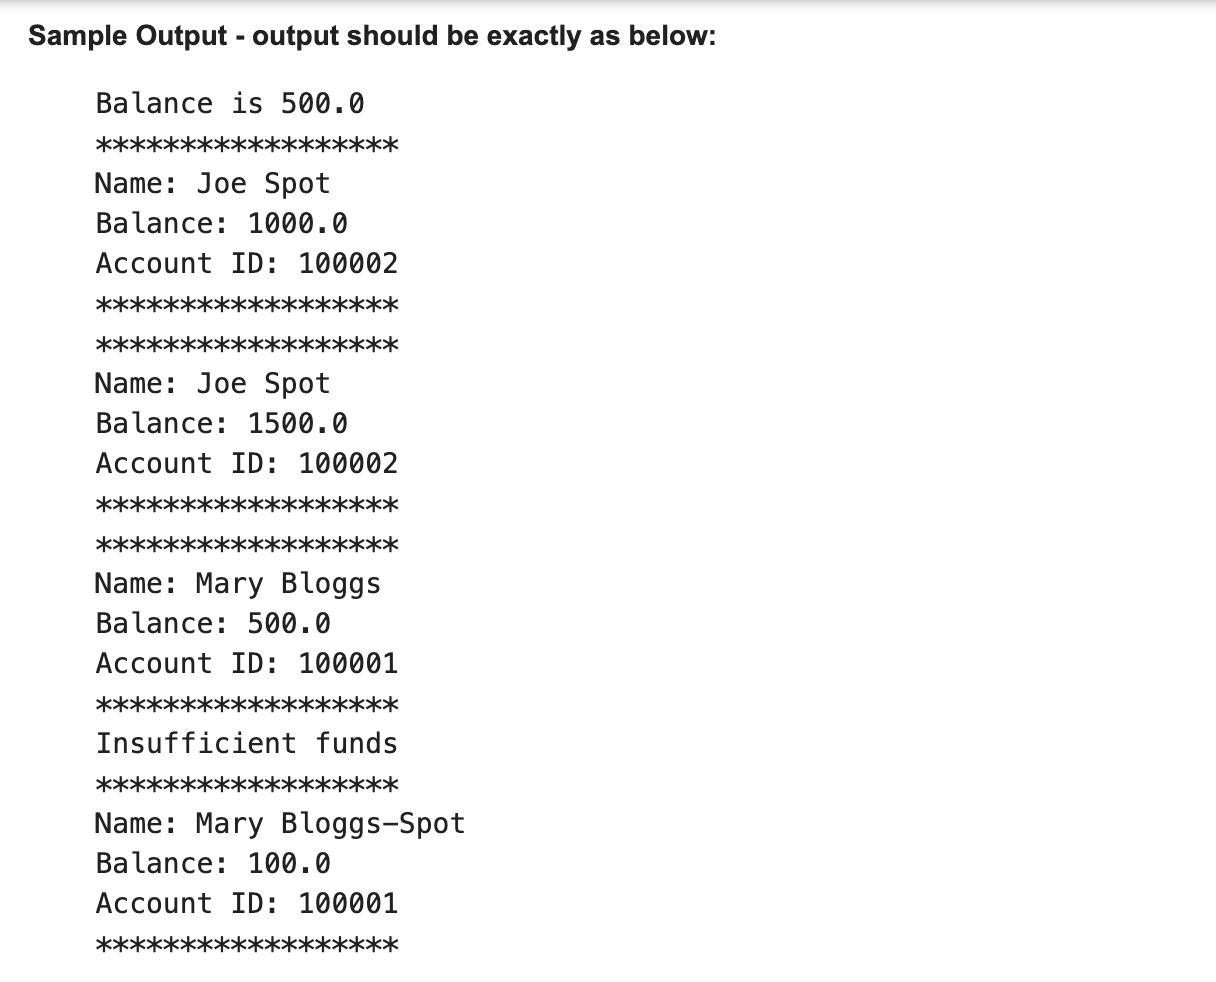 Sample Output - output should be exactly as below:
Balance is 500.0
******************
Name: Joe Spot
Balance: 1000.0
Account ID: 100002
******************
******************
Name: Joe Spot
Balance: 1500.0
Account ID: 100002
******************
******************
Name: Mary Bloggs
Balance: 500.0
Account ID: 100001
******************
Insufficient funds
******************
Name: Mary Bloggs-Spot
Balance: 100.0
Account ID: 100001
******************